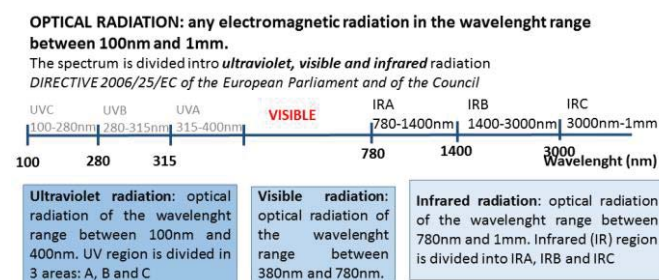 OPTICAL RADIATION: any electromagnetic radiation in the wavelenght range
between 100nm and 1mm.
The spectrum is divided introultraviolet, visible and infrared radiation
DIRECTIVE 2006/25/EC of the European Parliament and of the Council
UVC UVB UVA VISIBLE IRA IRB IRC
100-280nm 280-315nm 315-400nm 780-1400nm 1400-3000nm 3000nm-1mm
100 280 315 780 1400 3000
Wavelenght (nm)
Ultraviolet radiation: optical
radiation of the wavelenght
range between 100nm and
400nm. UV region is divided in
3 areas: A, B and C
Visible radiation:
optical radiation of
the wavelenght
range between
380nm and 780nm.
Infrared radiation: optical radiation
of the wavelenght range between
780nm and 1mm. Infrared (IR) region
is divided into IRA, IRB and IRC